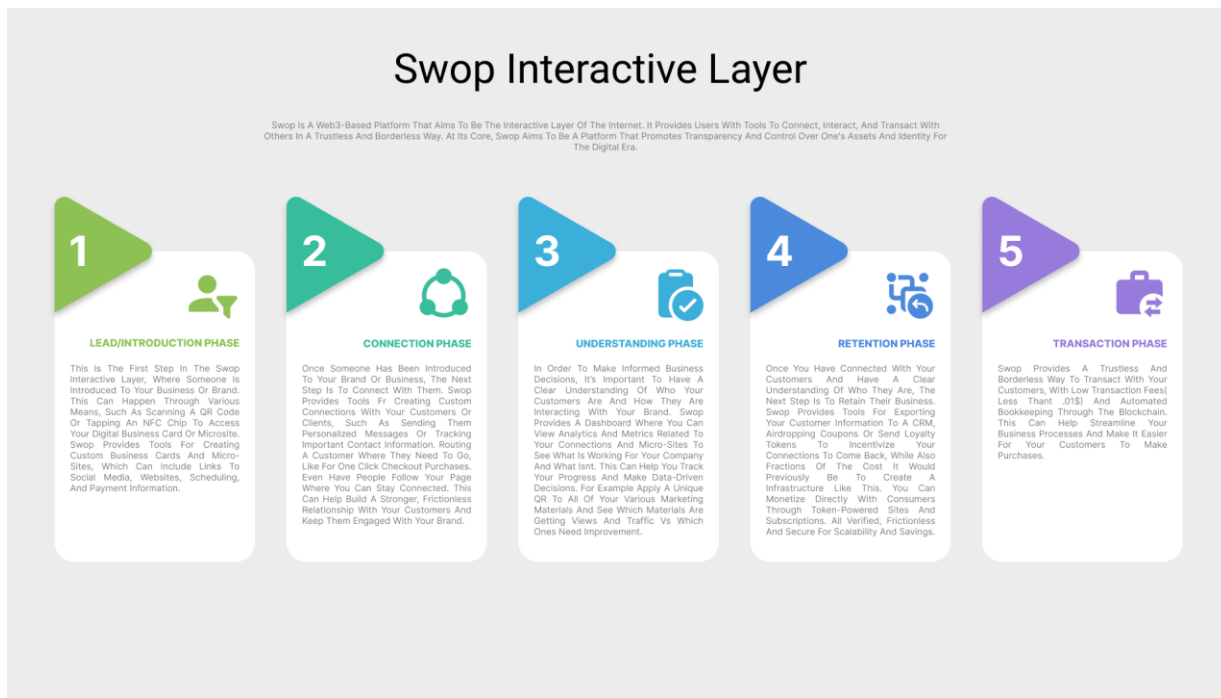 Swop Interactive Layer
Swop Is A Web3-Based Platform That Aims To Be The Interactive Layer Of The Internet. It Provides Users With Tools To Connect, Interact, And Transact With
Others In A Trustless And Borderless Way. At Its Core, Swop Aims To Be A Platform That Promotes Transparency And Control Over One's Assets And Identity For
The Digital Era.
1
LEAD/INTRODUCTION PHASE
This Is The First Step In The Swop
Interactive Layer, Where Someone Is
Introduced To Your Business Or Brand.
This Can Happen Through Various
Means, Such As Scanning A QR Code
Or Tapping An NFC Chip To Access
Your Digital Business Card Or Microsite.
Swop Provides Tools For Creating
Custom Business Cards And Micro-
Sites, Which Can Include Links To
Social Media, Websites, Scheduling,
And Payment Information.
2
CONNECTION PHASE
Once Someone Has Been Introduced
To Your Brand Or Business, The Next
Step Is To Connect With Them. Swop
Provides Tools Fr Creating Custom
Connections With Your Customers Or
Clients, Such As Sending Them
Personalized Messages Or Tracking
Important Contact Information. Routing
A Customer Where They Need To Go,
Like For One Click Checkout Purchases.
Even Have People Follow Your Page
Where You Can Stay Connected. This
Can Help Build A Stronger, Frictionless
Relationship With Your Customers And
Keep Them Engaged With Your Brand.
3
UNDERSTANDING PHASE
In Order To Make Informed Business
Decisions, It's Important To Have A
Clear Understanding Of Who Your
Customers Are And How They Are
Interacting With Your Brand. Swop
Provides A Dashboard Where You Can
View Analytics And Metrics Related To
Your Connections And Micro-Sites To
See What Is Working For Your Company
And What Isnt. This Can Help You Track
Your Progress And Make Data-Driven
Decisions. For Example Apply A Unique
QR To All Of Your Various Marketing
Materials And See Which Materials Are
Getting Views And Traffic Vs Which
Ones Need Improvement.
4
RETENTION PHASE
Once You Have Connected With Your
Customers And Have A Clear
Understanding Of Who They Are, The
Next Step Is To Retain Their Business.
Swop Provides Tools For Exporting
Your Customer Information To A CRM,
Airdropping Coupons Or Send Loyalty
Tokens To Incentivize Your
Connections To Come Back, While Also
Fractions Of The Cost It Would
Previously Be To Create A
Infrastructure Like This. You Can
Monetize Directly With Consumers
Through Token-Powered Sites And
Subscriptions. All Verified, Frictionless
And Secure For Scalability And Savings.
5
TRANSACTION PHASE
Swop Provides A Trustless And
Borderless Way To Transact With Your
Customers, With Low Transaction Fees(
Less Thant .01$) And Automated
Bookkeeping Through The Blockchain.
This Can Help Streamline Your
Business Processes And Make It Easier
For Your Customers To Make
Purchases.